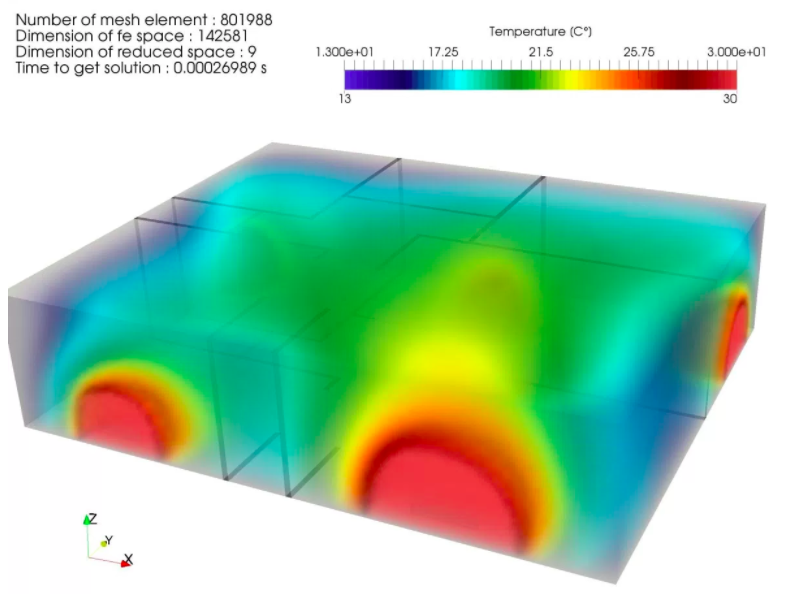 Number of mesh element : 801988
Dimension of fe space : 142581
Dimension of reduced space : 9
Time to get solution : 0.00026989 s
Temperature (C°)
1.300e+01 17.25 21.5 25.75 3.000e+01
13 30
Z
Y
X